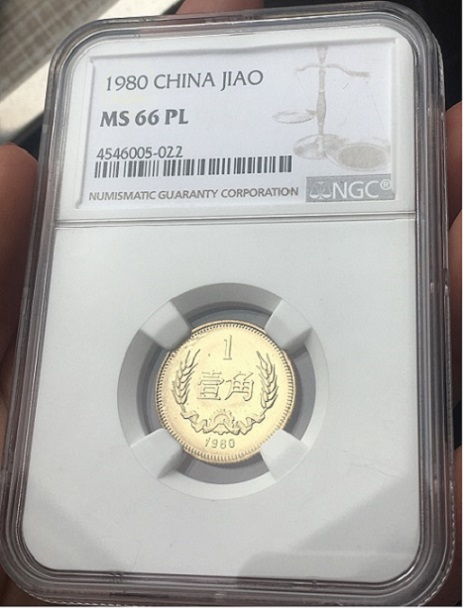 1980 CHINA JIAO
MS 66 PL
4546005-022
NUMISMATIC GUARANTY CORPORATION
NGC®
1
壹角
1980